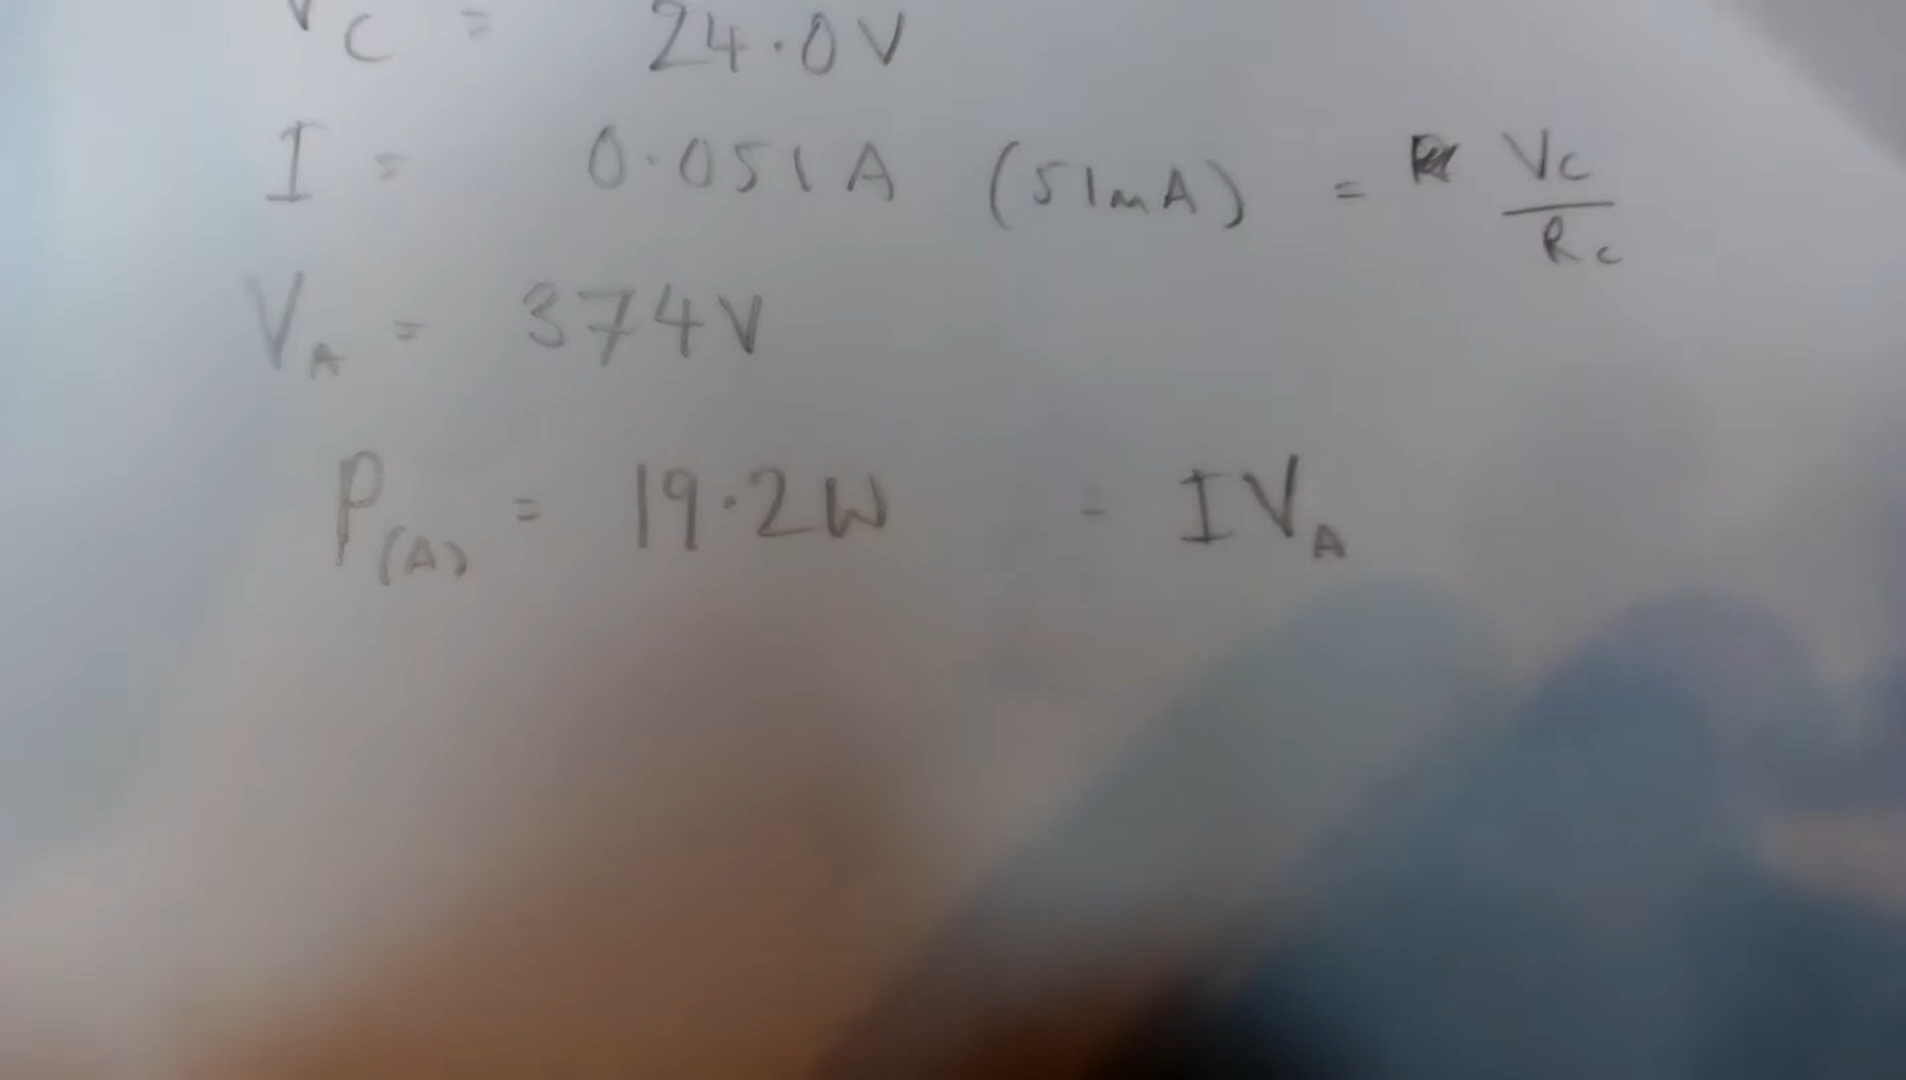 VC = 24.0V
I = 0.051A (51mA) = VC/RC
VA = 374V
P(A) = 19.2W = IVA